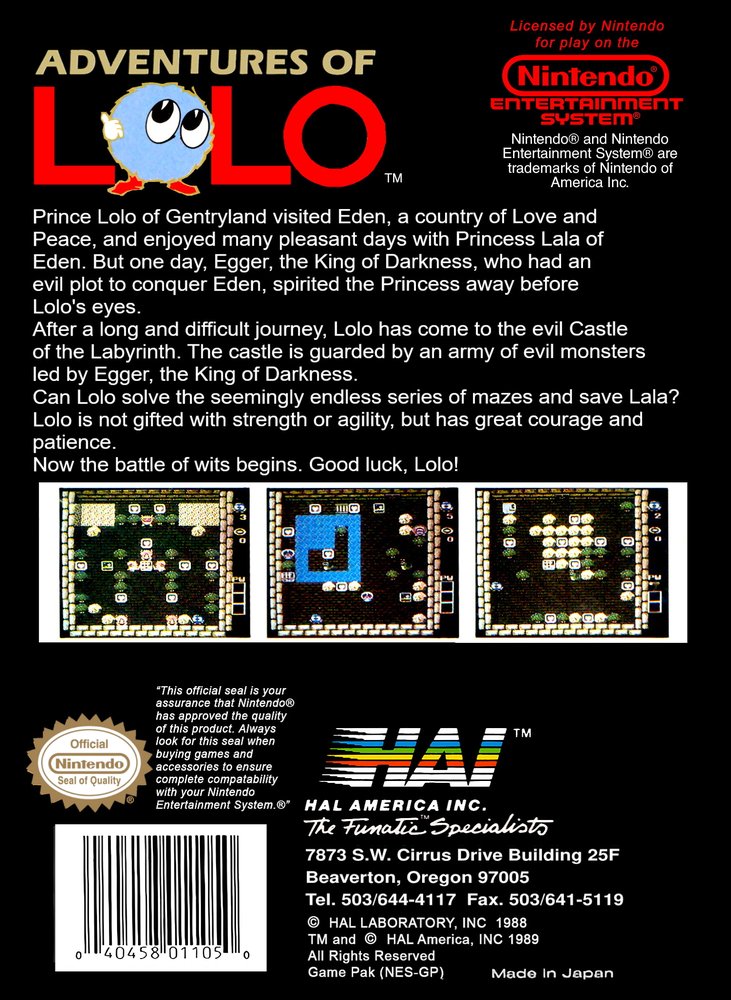 Licensed by Nintendo
for play on the
Nintendo®
ENTERTAINMENT
SYSTEM®
Nintendo® and Nintendo
Entertainment System® are
trademarks of Nintendo of
America Inc.
ADVENTURES OF
LOLO™
Prince Lolo of Gentryland visited Eden, a country of Love and
Peace, and enjoyed many pleasant days with Princess Lala of
Eden. But one day, Egger, the King of Darkness, who had an
evil plot to conquer Eden, spirited the Princess away before
Lolo's eyes.
After a long and difficult journey, Lolo has come to the evil Castle
of the Labyrinth. The castle is guarded by an army of evil monsters
led by Egger, the King of Darkness.
Can Lolo solve the seemingly endless series of mazes and save Lala?
Lolo is not gifted with strength or agility, but has great courage and
patience.
Now the battle of wits begins. Good luck, Lolo!
Official
Nintendo
Seal of Quality
®
"This official seal is your
assurance that Nintendo®
has approved the quality
of this product. Always
look for this seal when
buying games and
accessories to ensure
complete compatability
with your Nintendo
Entertainment System.®"
HAL™
HAL AMERICA INC.
The Funatic™ Specialists
7873 S.W. Cirrus Drive Building 25F
Beaverton, Oregon 97005
Tel. 503/644-4117 Fax. 503/641-5119
© HAL LABORATORY, INC 1988
TM and © HAL America, INC 1989
All Rights Reserved
Game Pak (NES-GP)
Made in Japan
0 40458 01105 0